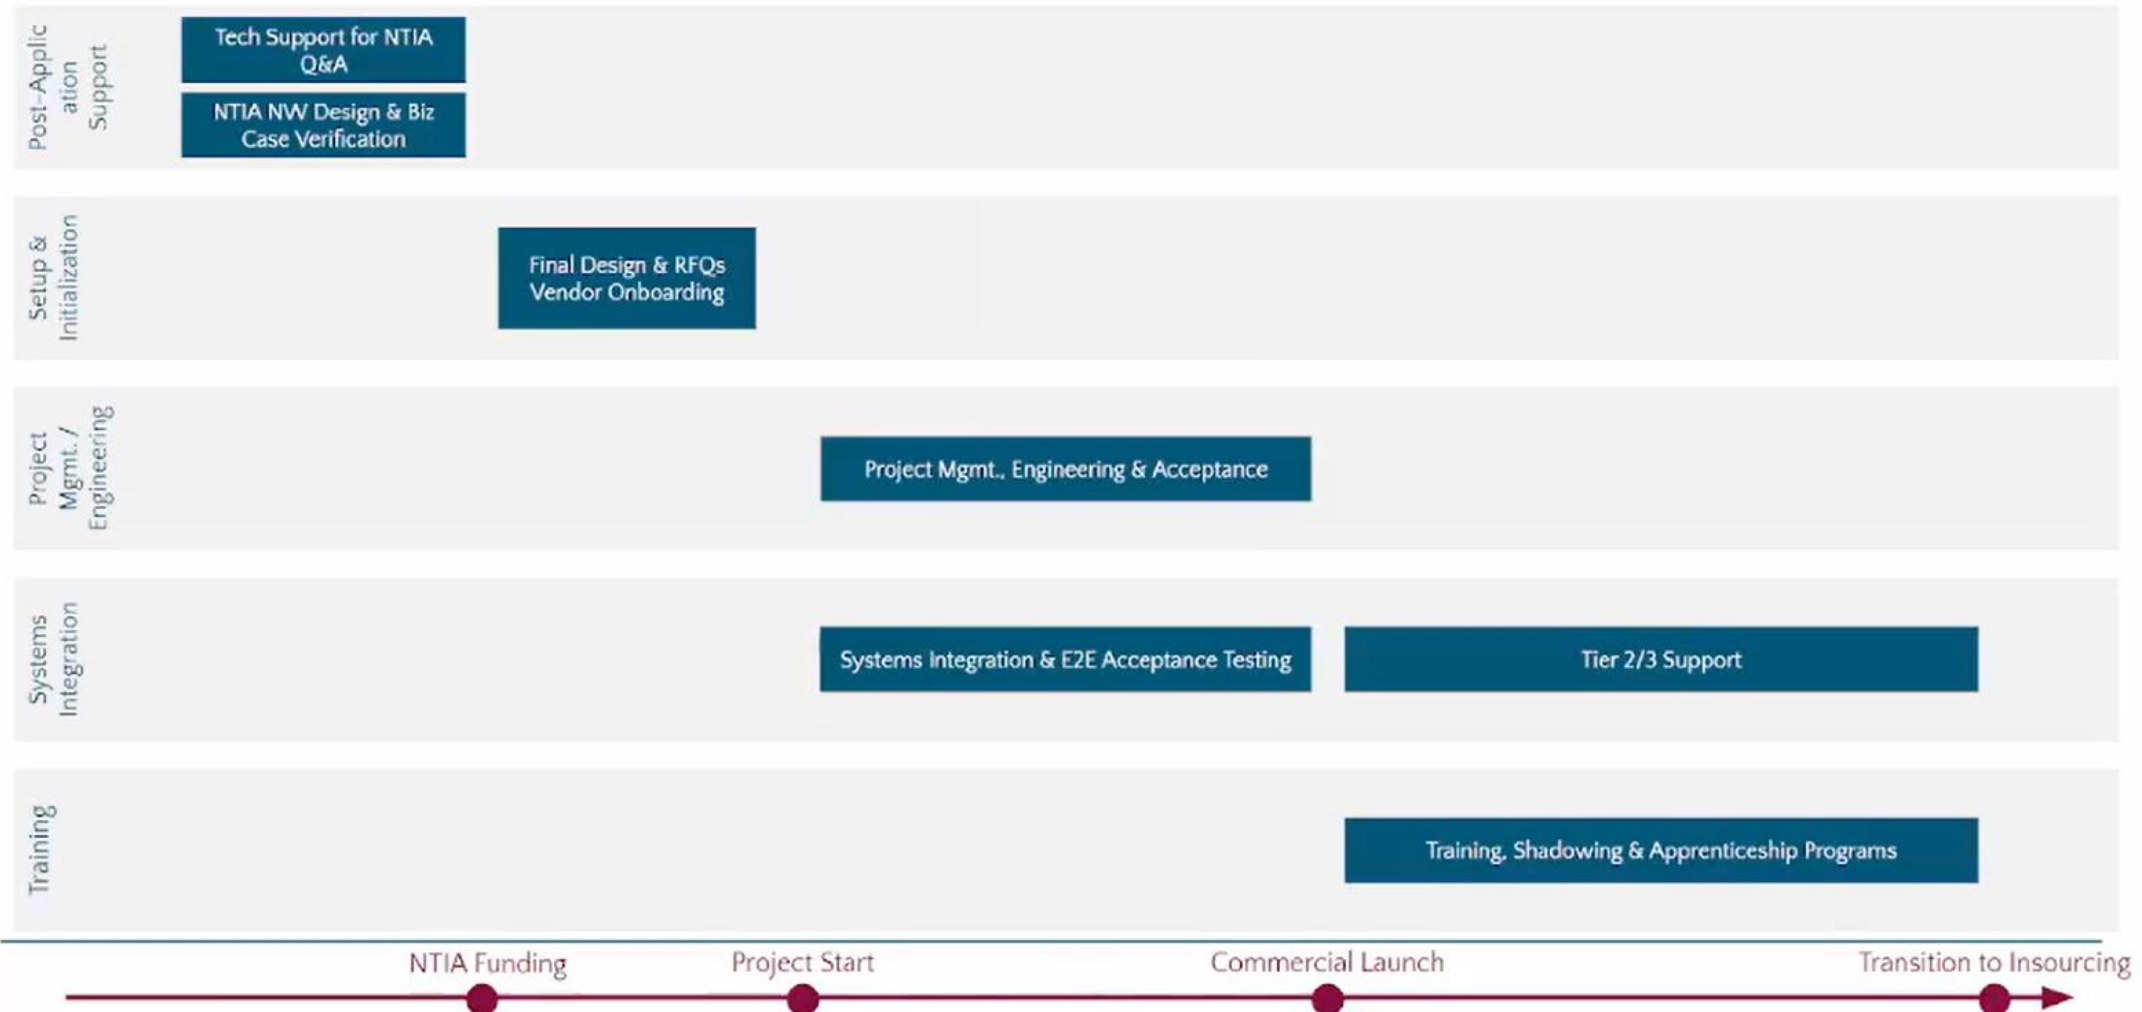 Post-Applic
ation
Support
Tech Support for NTIA
Q&A
NTIA NW Design & Biz
Case Verification
Setup &
Initialization
Final Design & RFQs
Vendor Onboarding
Project
Mgmt. /
Engineering
Project Mgmt., Engineering & Acceptance
Systems
Integration
Systems Integration & E2E Acceptance Testing
Tier 2/3 Support
Training
Training, Shadowing & Apprenticeship Programs
NTIA Funding
Project Start
Commercial Launch
Transition to Insourcing